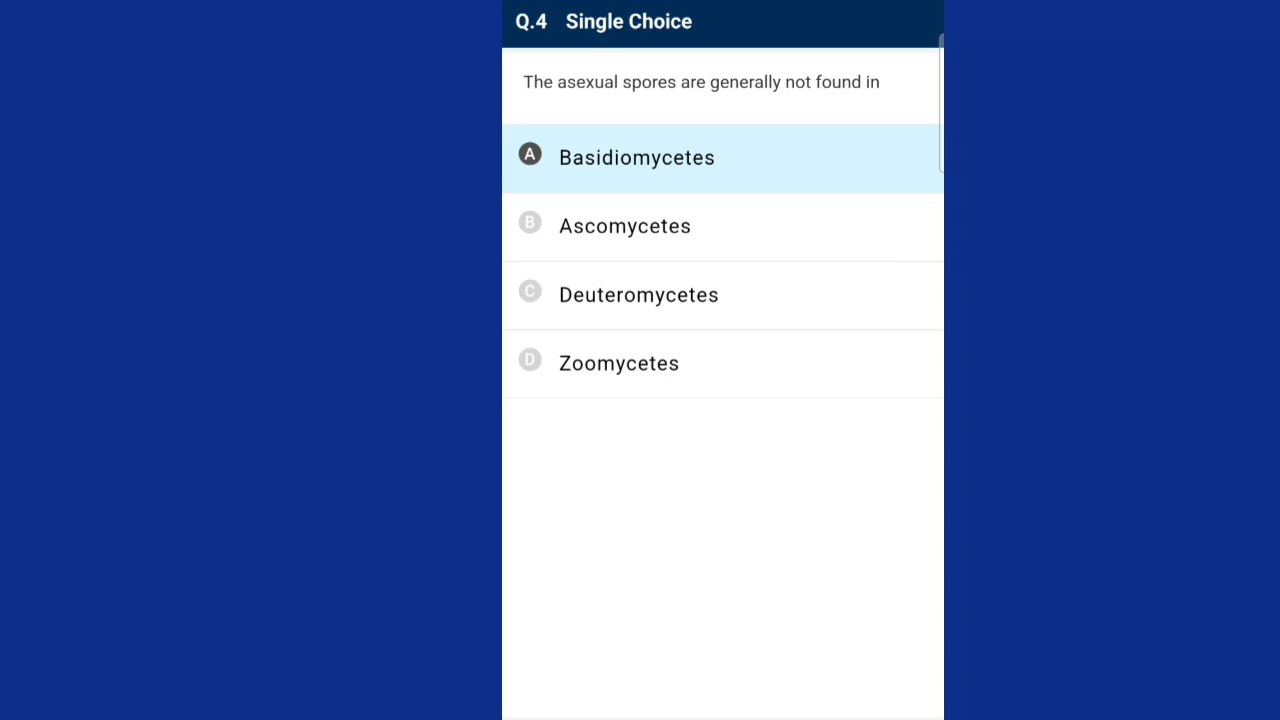 Q.4 Single Choice
The asexual spores are generally not found in
A Basidiomycetes
B Ascomycetes
C Deuteromycetes
D Zoomycetes